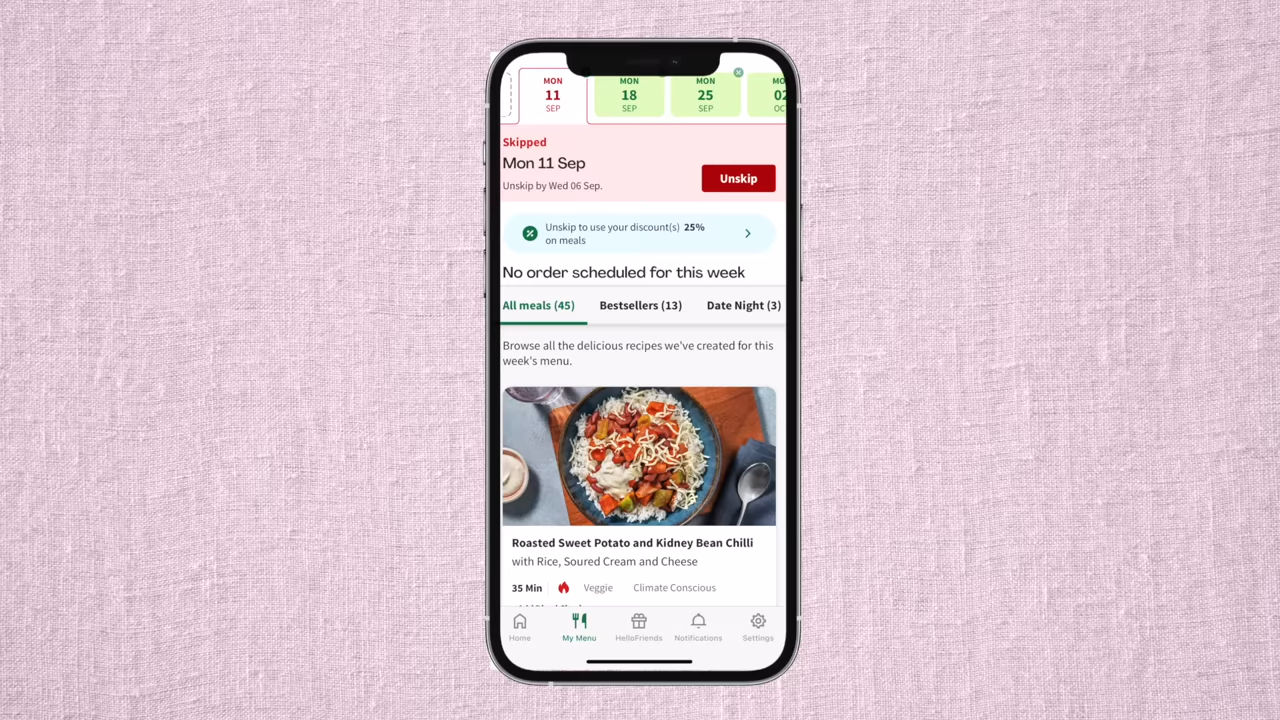 MON
11
SEP
MON
18
SEP
MON
25
SEP
Skipped
Mon 11 Sep
Unskip by Wed 06 Sep.
Unskip
Unskip to use your discount(s) 25%
on meals
No order scheduled for this week
All meals (45)
Bestsellers (13)
Date Night (3)
Browse all the delicious recipes we've created for this
week's menu.
Roasted Sweet Potato and Kidney Bean Chilli
with Rice, Soured Cream and Cheese
35 Min
Veggie
Climate Conscious
Home
My Menu
HelloFriends
Notifications
Settings